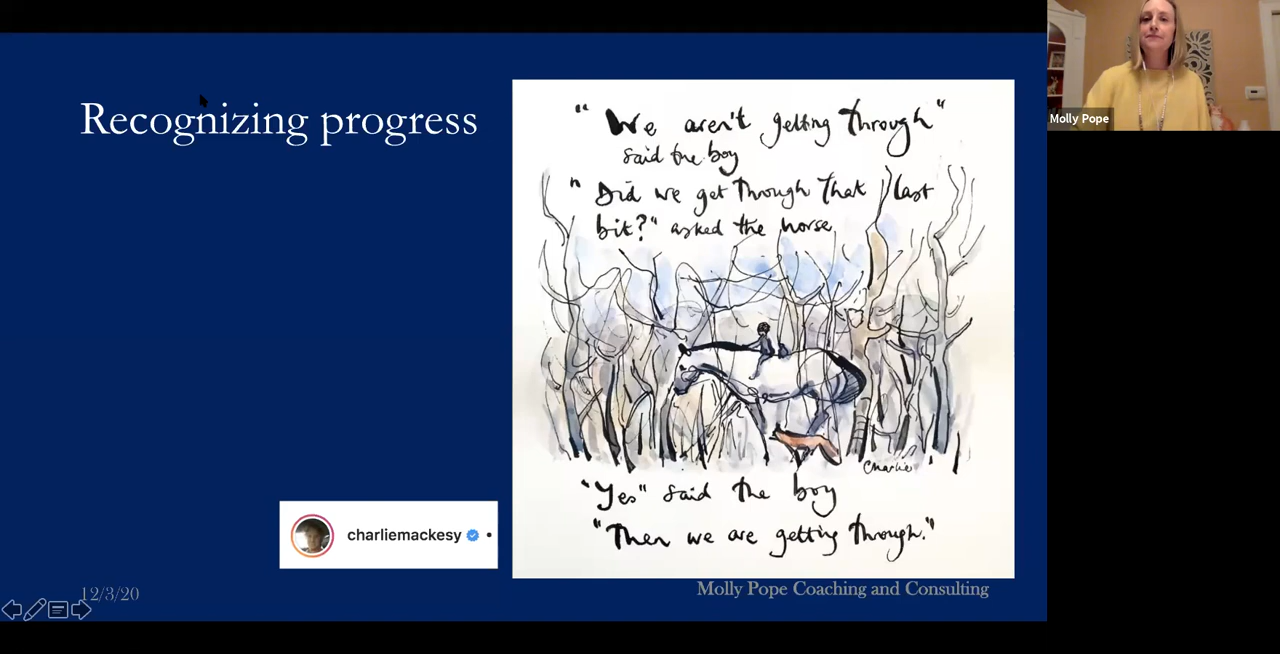 Recognizing progress
"We aren't getting through"
said the boy
"Did we get through that last
bit?" asked the horse
Charlie
"Yes" said the boy
"Then we are getting through."
charliemackesy
12/3/20
Molly Pope Coaching and Consulting
Molly Pope